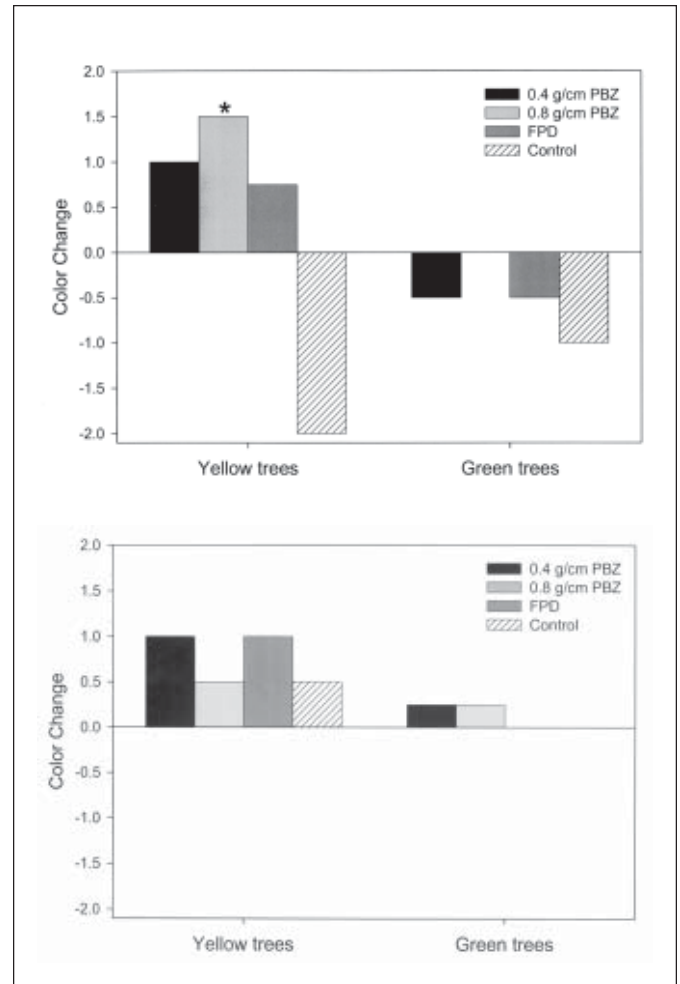 2.0
1.5
1.0
0.5
0.0
-0.5
-1.0
-1.5
-2.0
Color Change
*
0.4 g/cm PBZ
0.8 g/cm PBZ
FPD
Control
Yellow trees Green trees
2.0
1.5
1.0
0.5
0.0
-0.5
-1.0
-1.5
-2.0
Color Change
0.4 g/cm PBZ
0.8 g/cm PBZ
FPD
Control
Yellow trees Green trees